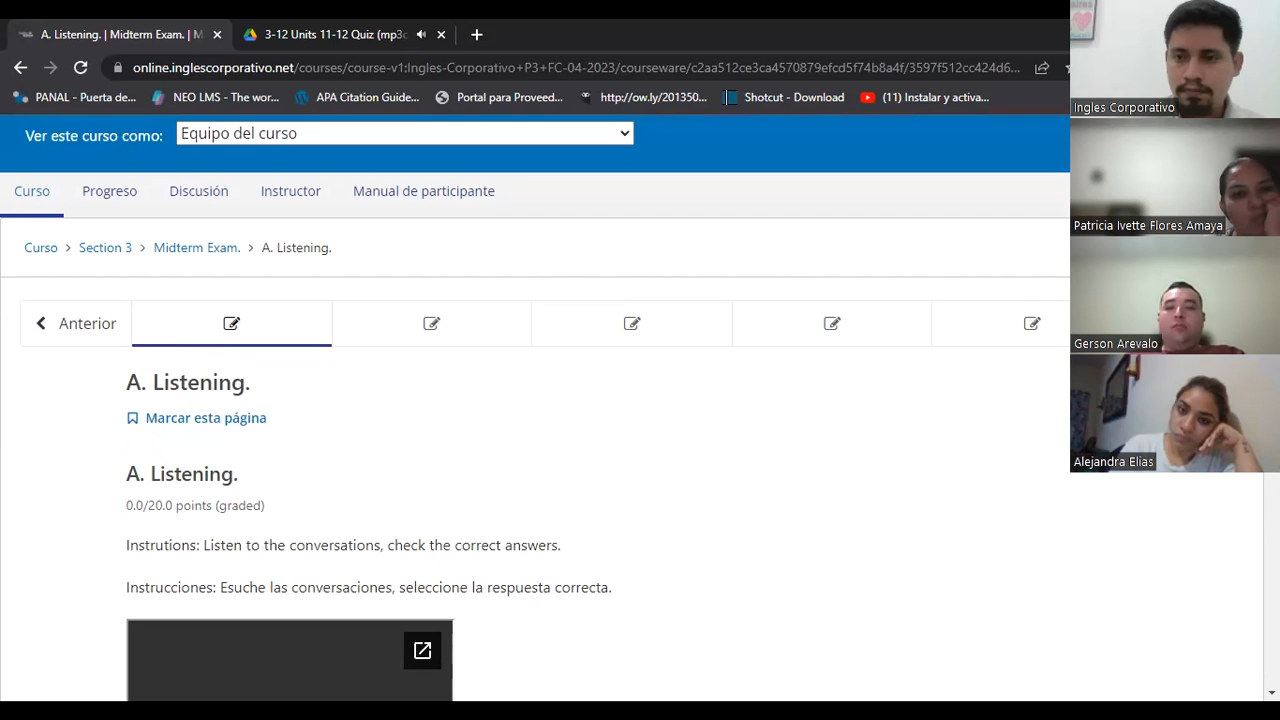 A. Listening. | Midterm Exam. | M
3-12 Units 11-12 Quiz (mp3c
online.inglescorporativo.net/courses/course-v1:Ingles-Corporativo+P3+EC-04-2023/courseware/c2aa512ce3ca4570879efcd5f74b8a4f/3597f512cc424d6...
PANAL - Puerta de...
NEO LMS - The wor...
APA Citation Guide...
Portal para Proveed...
http://ow.ly/201350...
Shotcut - Download
(11) Instalar y activa...
Ver este curso como:
Equipo del curso
Curso
Progreso
Discusión
Instructor
Manual de participante
Curso > Section 3 > Midterm Exam. > A. Listening.
Anterior
A. Listening.
Marcar esta página
A. Listening.
0.0/20.0 points (graded)
Instrutions: Listen to the conversations, check the correct answers.
Instrucciones: Esuche las conversaciones, seleccione la respuesta correcta.
Ingles Corporativo
Patricia Ivette Flores Amaya
Gerson Arevalo
Alejandra Elias